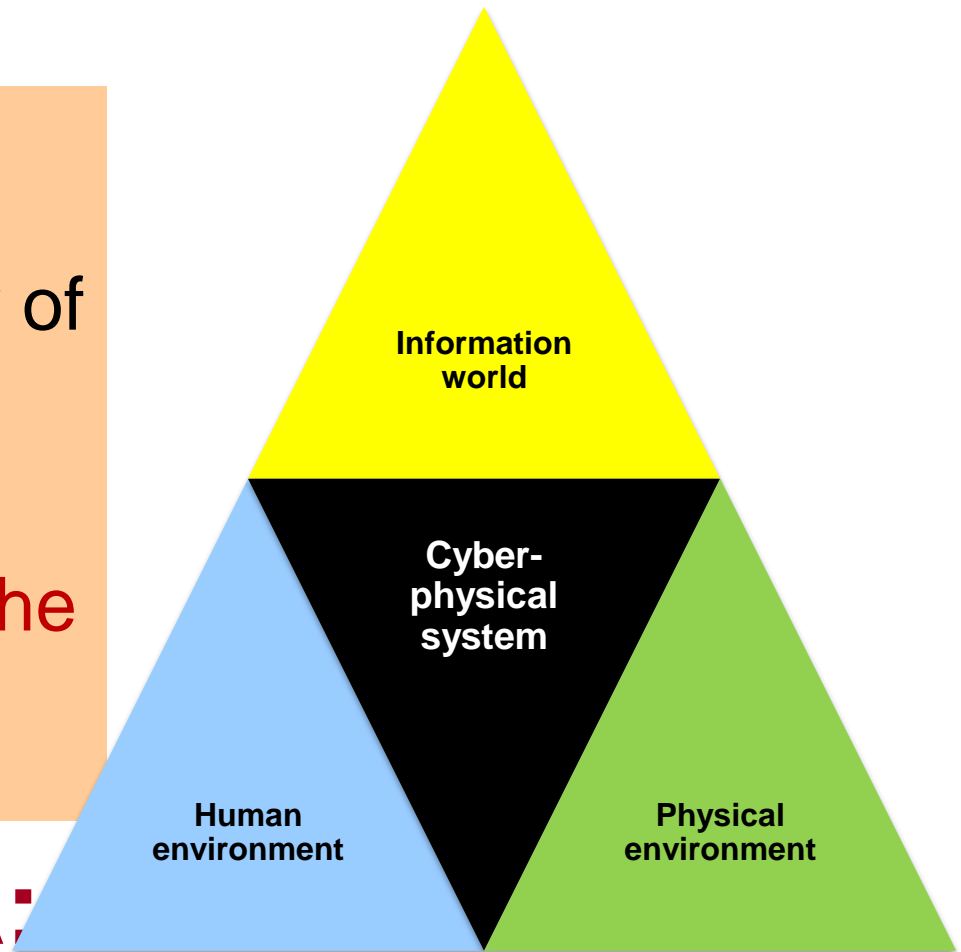 of
he
Information
world
Cyber-
physical
system
Human
environment
Physical
environment